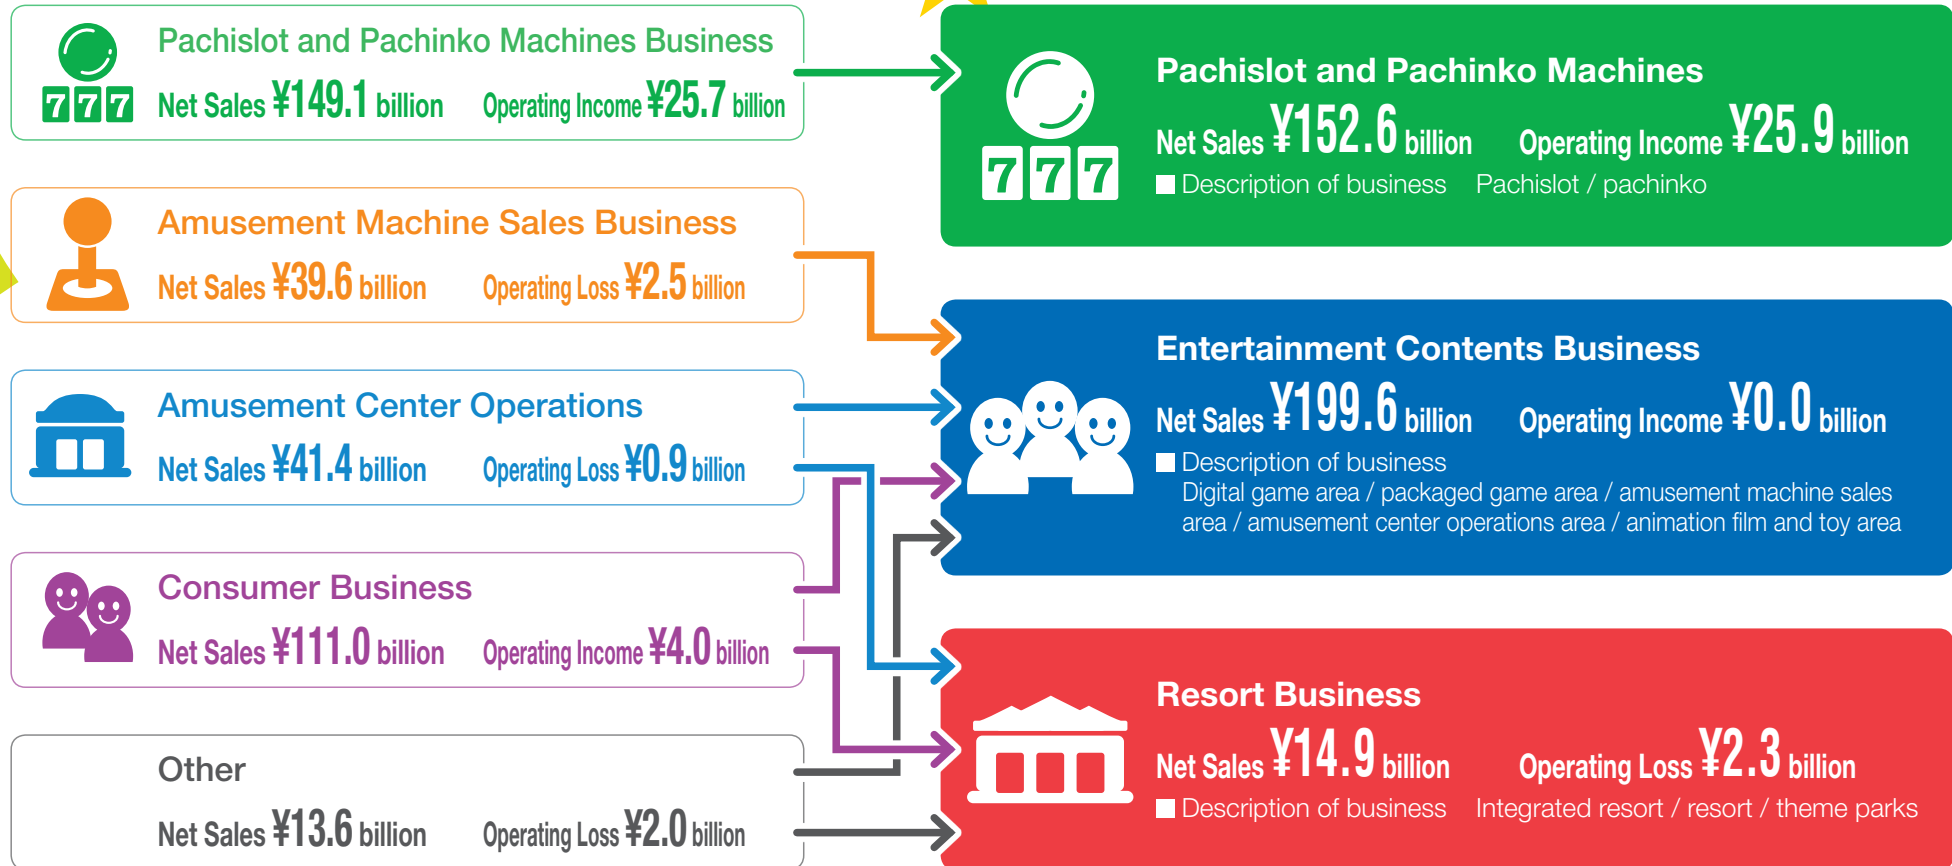 Pachislot and Pachinko Machines Business
777
Net Sales ¥149.1 billion Operating Income ¥25.7 billion
Amusement Machine Sales Business
Net Sales ¥39.6 billion Operating Loss ¥2.5 billion
Amusement Center Operations
Net Sales ¥41.4 billion Operating Loss ¥0.9 billion
Consumer Business
Net Sales ¥111.0 billion Operating Income ¥4.0 billion
Other
Net Sales ¥13.6 billion Operating Loss ¥2.0 billion
Pachislot and Pachinko Machines
Net Sales ¥152.6 billion Operating Income ¥25.9 billion
777
Description of business Pachislot / pachinko
Entertainment Contents Business
Net Sales ¥199.6 billion Operating Income ¥0.0 billion
Description of business
Digital game area / packaged game area / amusement machine sales
area / amusement center operations area / animation film and toy area
Resort Business
Net Sales ¥14.9 billion Operating Loss ¥2.3 billion
Description of business Integrated resort / resort / theme parks